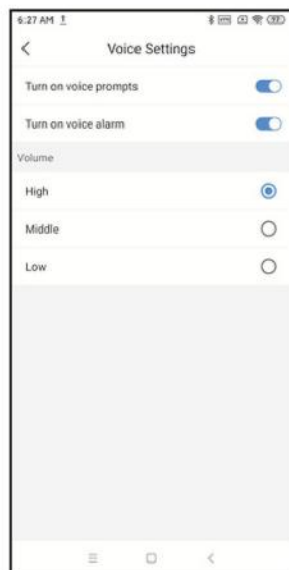 6:27 AM
Voice Settings
Turn on voice prompts
Turn on voice alarm
Volume
High
Middle
Low